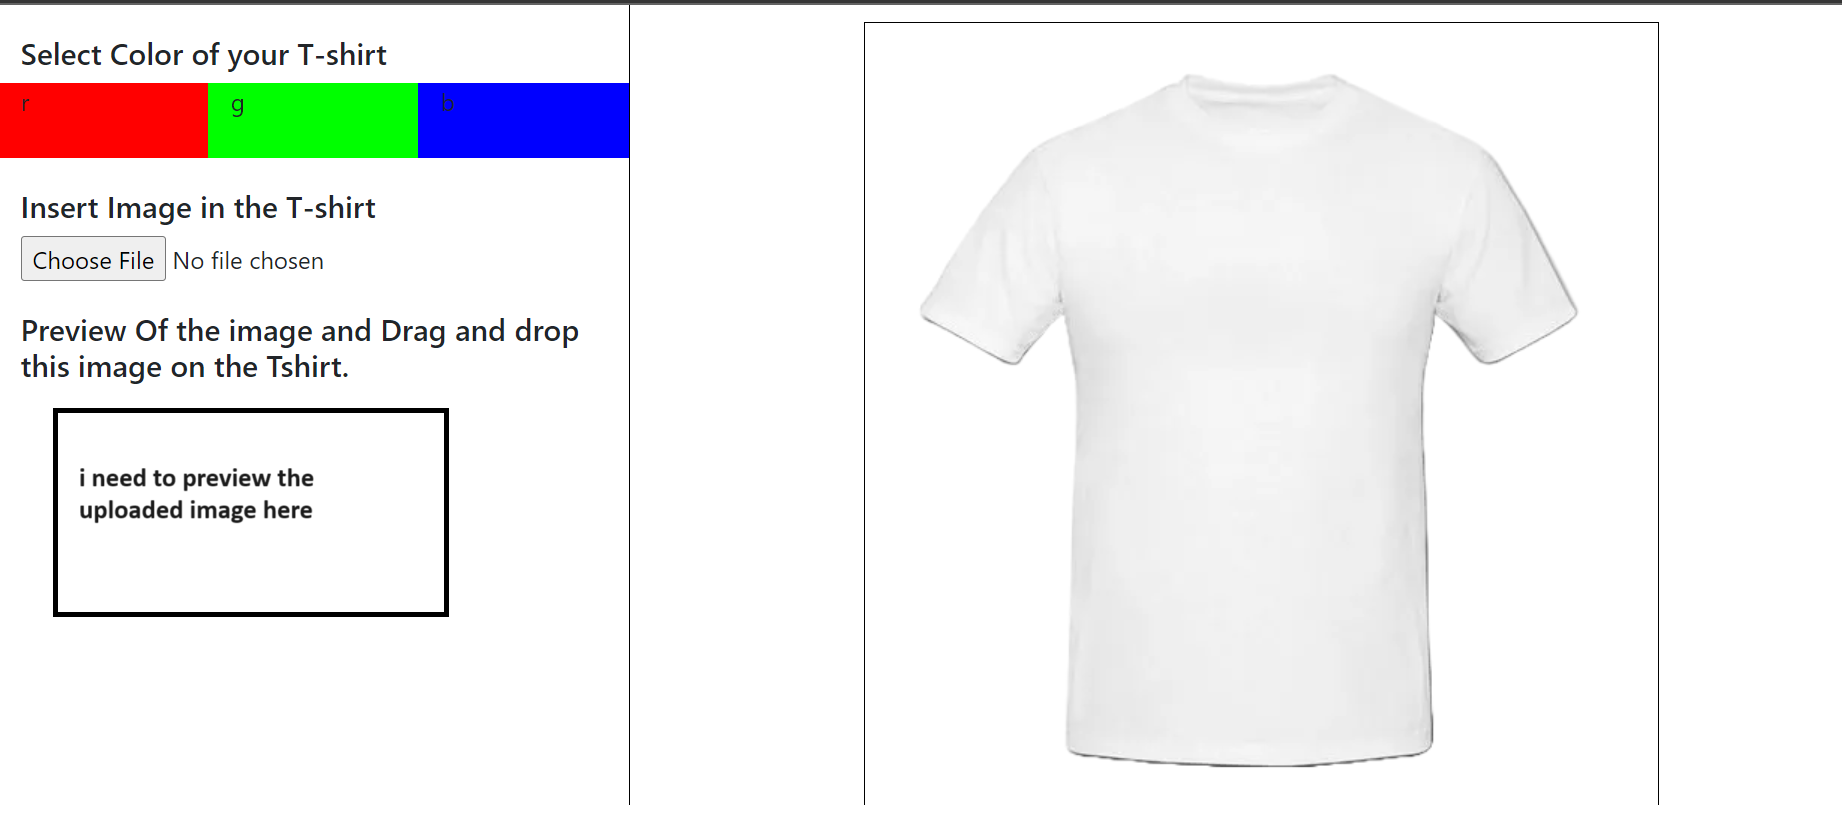 Select Color of your T-shirt
r
g
b
Insert Image in the T-shirt
Choose File No file chosen
Preview Of the image and Drag and drop
this image on the Tshirt.
i need to preview the
uploaded image here